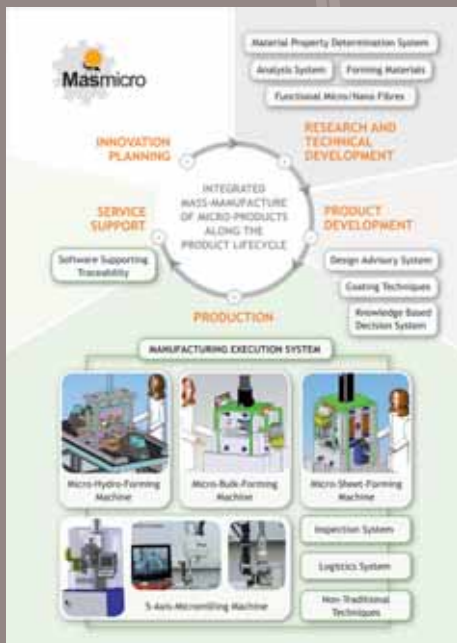 Masmicro
Material Property Determination System
Analysis System
Forming Materials
Functional Micro/Nano Fibres
INNOVATION
PLANNING
RESEARCH AND
TECHNICAL
DEVELOPMENT
INTEGRATED
MASS-MANUFACTURE
OF MICRO-PRODUCTS
ALONG THE
PRODUCT LIFECYCLE
SERVICE
SUPPORT
PRODUCT
DEVELOPMENT
Software Supporting
Traceability
Design Advisory System
Coating Techniques
Knowledge Based
Decision System
PRODUCTION
MANUFACTURING EXECUTION SYSTEM
Micro-Hydro-Forming
Machine
Micro-Bulk-Forming
Machine
Micro-Sheet-Forming
Machine
5-Axis-Micromilling Machine
Inspection System
Logistics System
Non-Traditional
Techniques